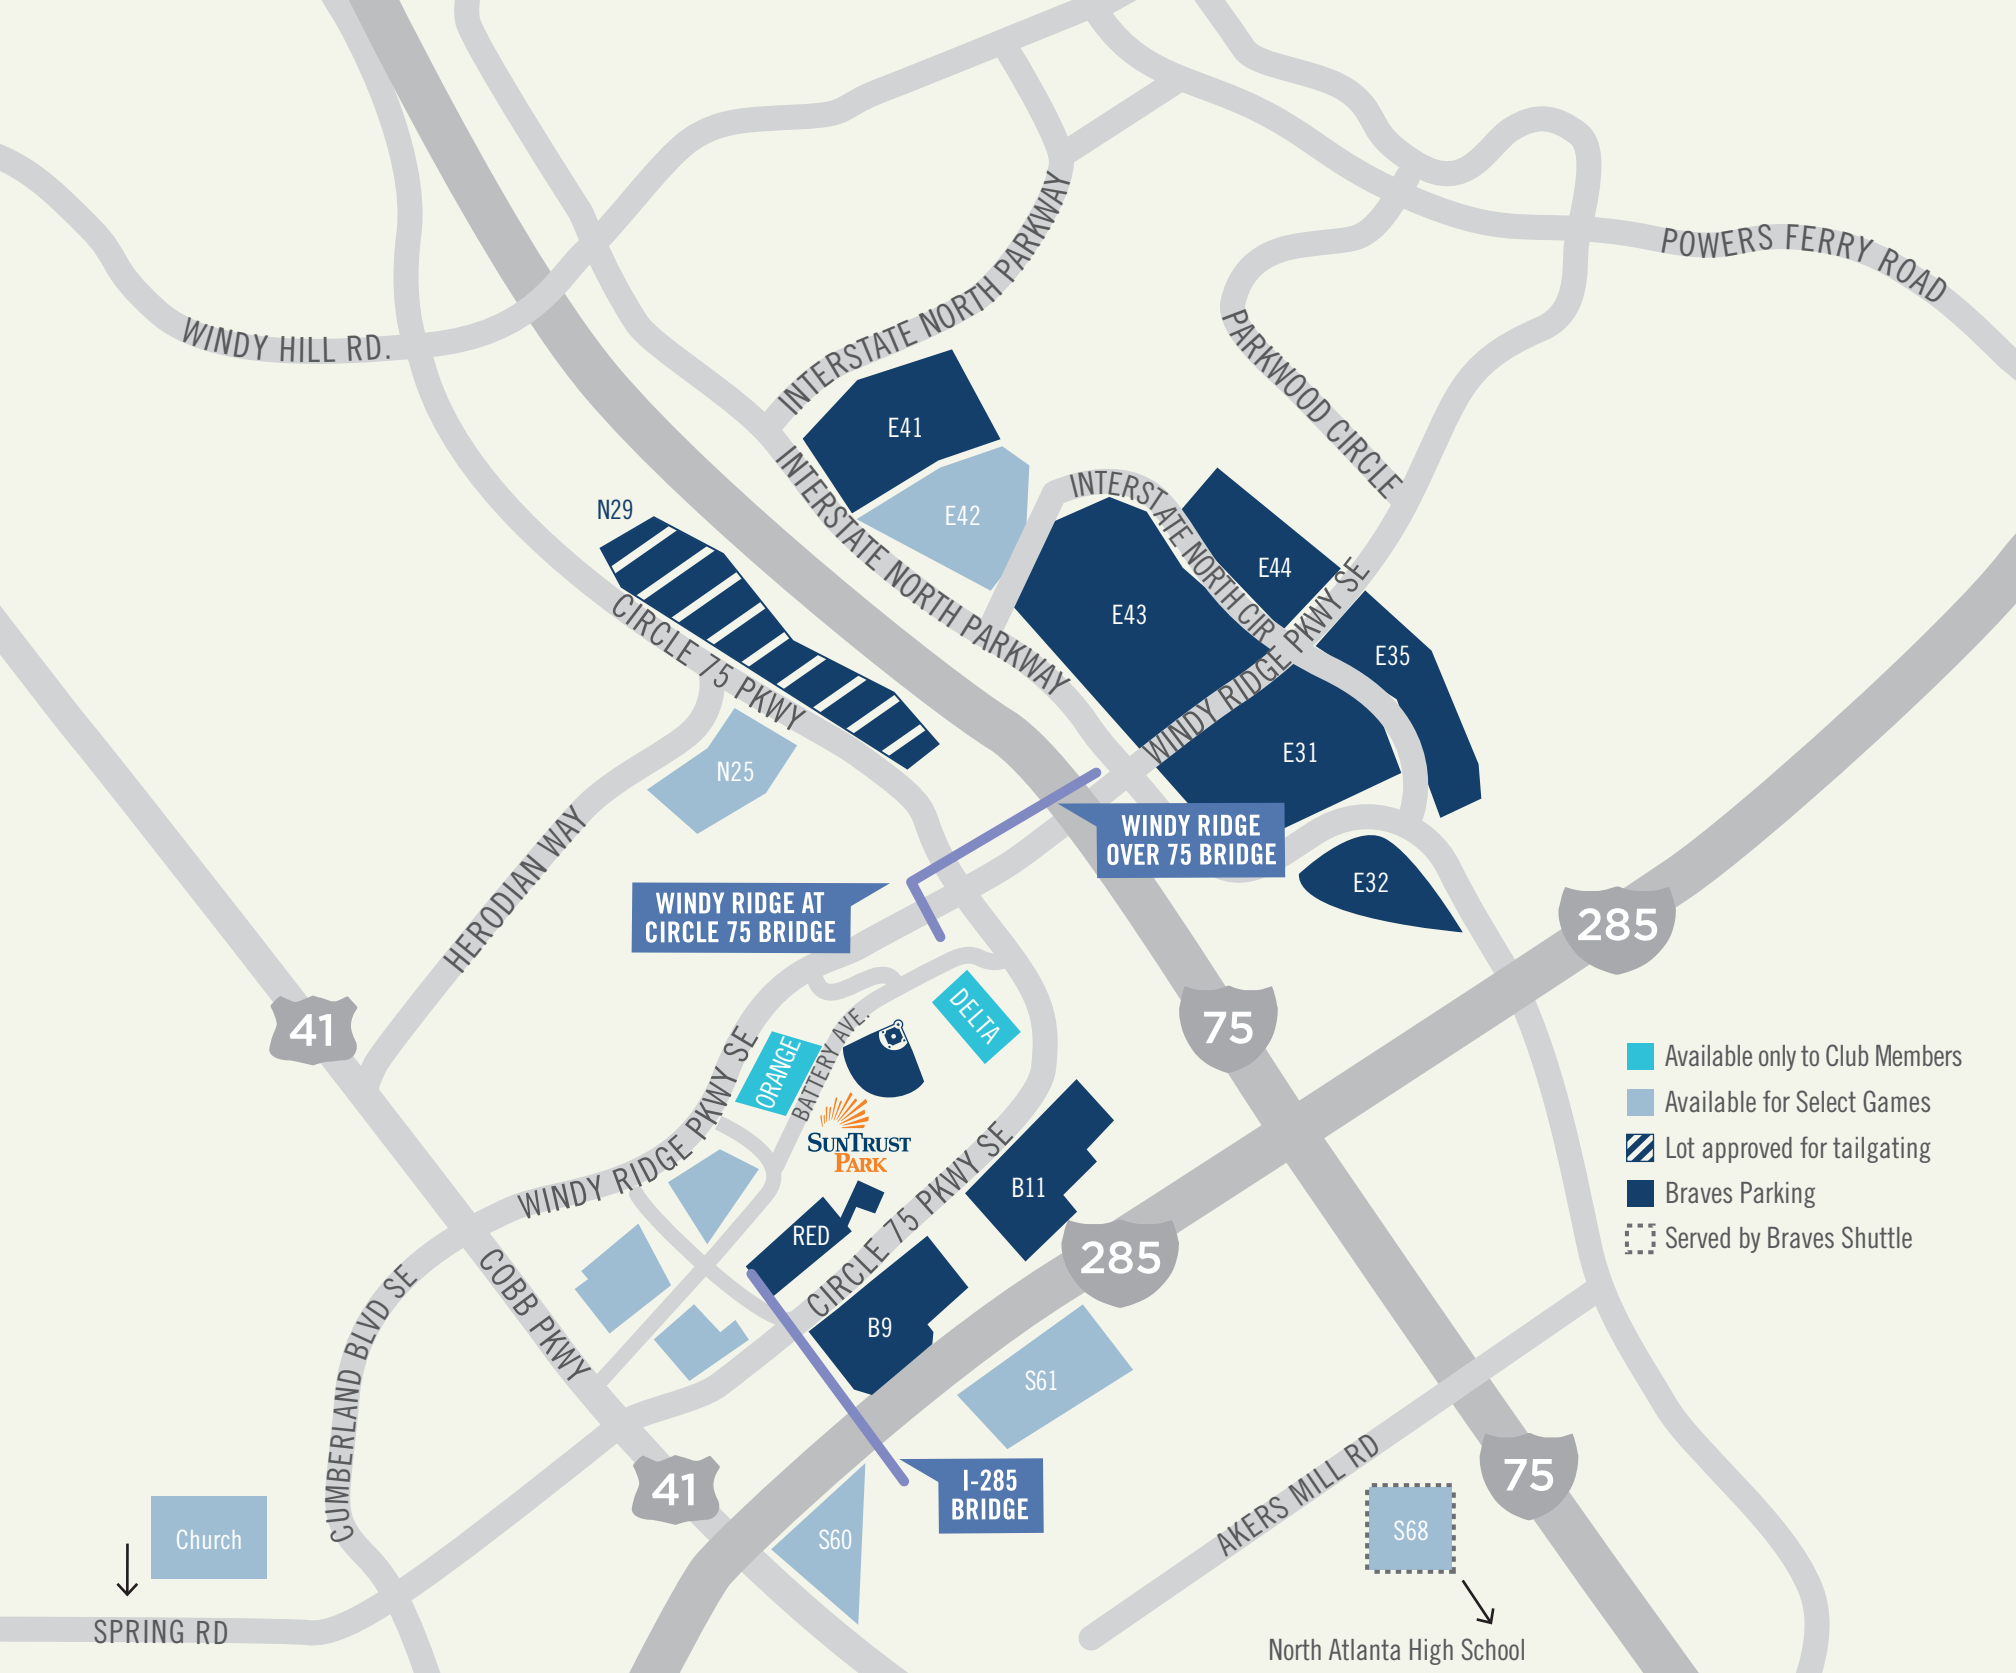 POWERS FERRY ROAD
INTERSTATE NORTH PARKWAY
WINDY HILL RD.
PARKWOOD CIRCLE
E41
INTERSTATE NORTH PARKWAY
E42
INTERSTATE NORTH CIR
N29
E44
E43
WINDY RIDGE PKWY SE
E35
CIRCLE 75 PKWY
N25
E31
WINDY RIDGE
OVER 75 BRIDGE
E32
HERODIAN WAY
WINDY RIDGE AT
CIRCLE 75 BRIDGE
285
41
75
DELTA
ORANGE
BATTERY AVE.
WINDY RIDGE PKWY SE
SUNTRUST
PARK
Available only to Club Members
Available for Select Games
Lot approved for tailgating
Braves Parking
Served by Braves Shuttle
B11
RED
CIRCLE 75 PKWY SE
285
B9
COBB PKWY
CUMBERLAND BLVD SE
S61
41
I-285
BRIDGE
S60
AKERS MILL RD
75
S68
Church
SPRING RD
North Atlanta High School